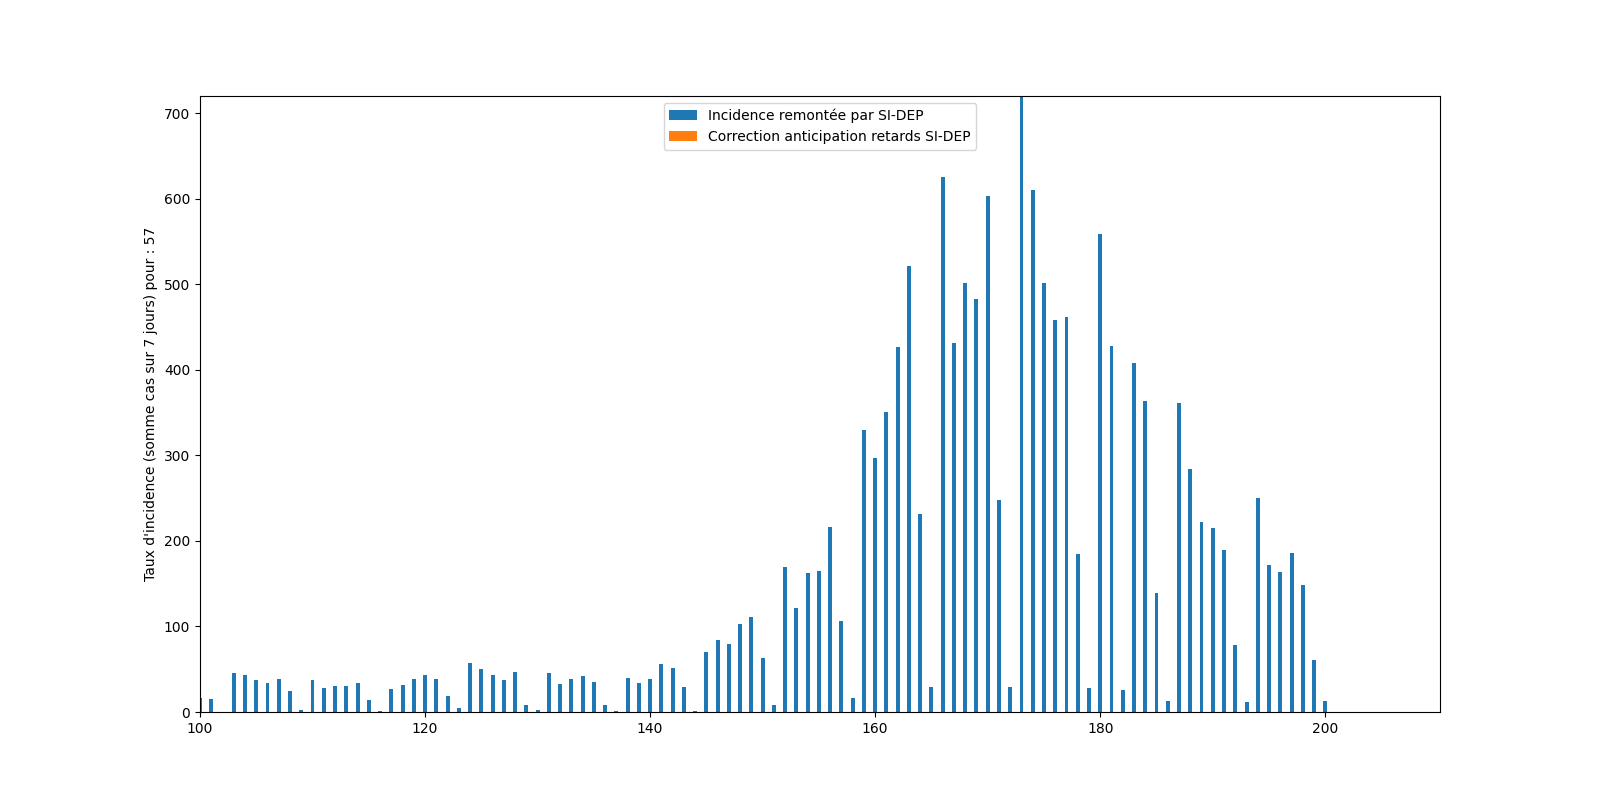 Incidence remontée par SI-DEP
Correction anticipation retards SI-DEP
Taux d'incidence (somme cas sur 7 jours) pour : 57
700
600
500
400
300
200
100
0
100 120 140 160 180 200